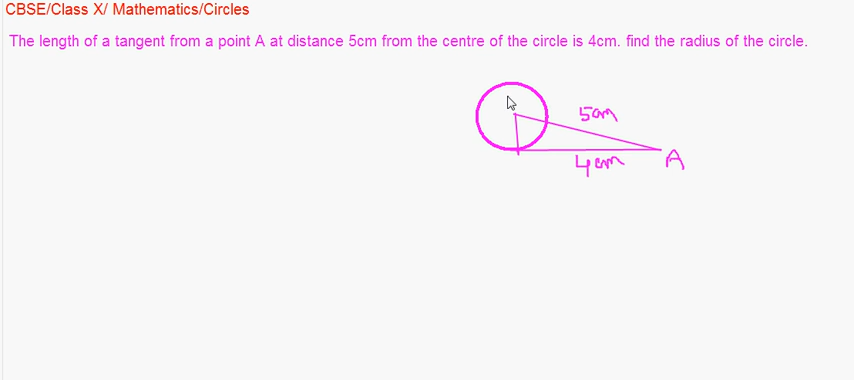 CBSE/Class X/ Mathematics/Circles
The length of a tangent from a point A at distance 5cm from the centre of the circle is 4cm. find the radius of the circle.
5cm
4cm A